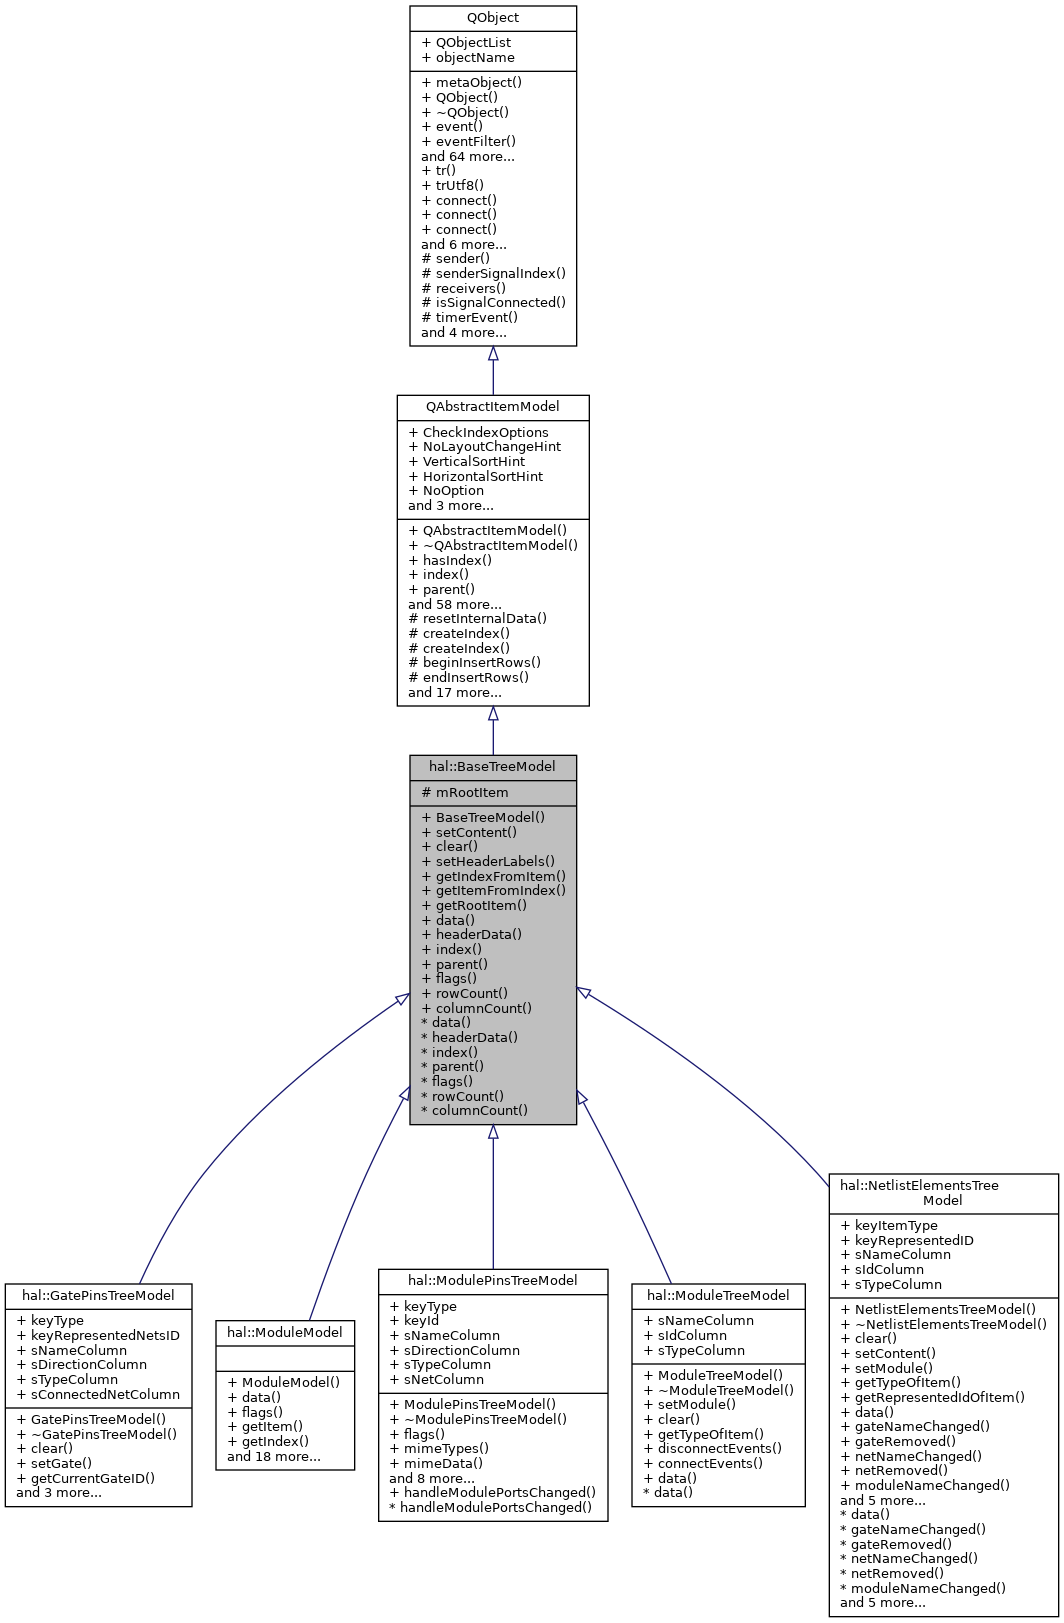 QObject
+ QObjectList
+ objectName
+ metaObject()
+ QObject()
+ ~QObject()
+ event()
+ eventFilter()
and 64 more...
+ tr()
+ trUtf8()
+ connect()
+ connect()
+ connect()
and 6 more...
# sender()
# senderSignalIndex()
# receivers()
# isSignalConnected()
# timerEvent()
and 4 more...
QAbstractItemModel
+ CheckIndexOptions
+ NoLayoutChangeHint
+ VerticalSortHint
+ HorizontalSortHint
+ NoOption
and 3 more...
+ QAbstractItemModel()
+ ~QAbstractItemModel()
+ hasIndex()
+ index()
+ parent()
and 58 more...
# resetInternalData()
# createIndex()
# createIndex()
# beginInsertRows()
# endInsertRows()
and 17 more...
hal::BaseTreeModel
# mRootItem
+ BaseTreeModel()
+ setContent()
+ clear()
+ setHeaderLabels()
+ getIndexFromItem()
+ getItemFromIndex()
+ getRootItem()
+ data()
+ headerData()
+ index()
+ parent()
+ flags()
+ rowCount()
+ columnCount()
* data()
* headerData()
* index()
* parent()
* flags()
* rowCount()
* columnCount()
hal::GatePinsTreeModel
+ keyType
+ keyRepresentedNetsID
+ sNameColumn
+ sDirectionColumn
+ sTypeColumn
+ sConnectedNetColumn
+ GatePinsTreeModel()
+ ~GatePinsTreeModel()
+ clear()
+ setGate()
+ getCurrentGateID()
and 3 more...
hal::ModuleModel
+ ModuleModel()
+ data()
+ flags()
+ getItem()
+ getIndex()
and 18 more...
hal::ModulePinsTreeModel
+ keyType
+ keyId
+ sNameColumn
+ sDirectionColumn
+ sTypeColumn
+ sNetColumn
+ ModulePinsTreeModel()
+ ~ModulePinsTreeModel()
+ flags()
+ mimeTypes()
+ mimeData()
and 8 more...
+ handleModulePortsChanged()
* handleModulePortsChanged()
hal::ModuleTreeModel
+ sNameColumn
+ sIdColumn
+ sTypeColumn
+ ModuleTreeModel()
+ ~ModuleTreeModel()
+ setModule()
+ clear()
+ getTypeOfItem()
+ disconnectEvents()
+ connectEvents()
+ data()
* data()
hal::NetlistElementsTree
Model
+ keyItemType
+ keyRepresentedID
+ sNameColumn
+ sIdColumn
+ sTypeColumn
+ NetlistElementsTreeModel()
+ ~NetlistElementsTreeModel()
+ clear()
+ setContent()
+ setModule()
+ getTypeOfItem()
+ getRepresentedIdOfItem()
+ data()
+ gateNameChanged()
+ gateRemoved()
+ netNameChanged()
+ netRemoved()
+ moduleNameChanged()
and 5 more...
* data()
* gateNameChanged()
* gateRemoved()
* netNameChanged()
* netRemoved()
* moduleNameChanged()
and 5 more...